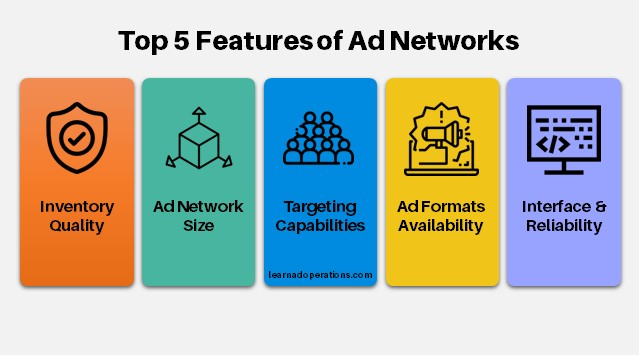 Top 5 Features of Ad Networks
Inventory
Quality
Ad Network
Size
Targeting
Capabilities
learnadoperations.com
Ad Formats
Availability
Interface &
Reliability